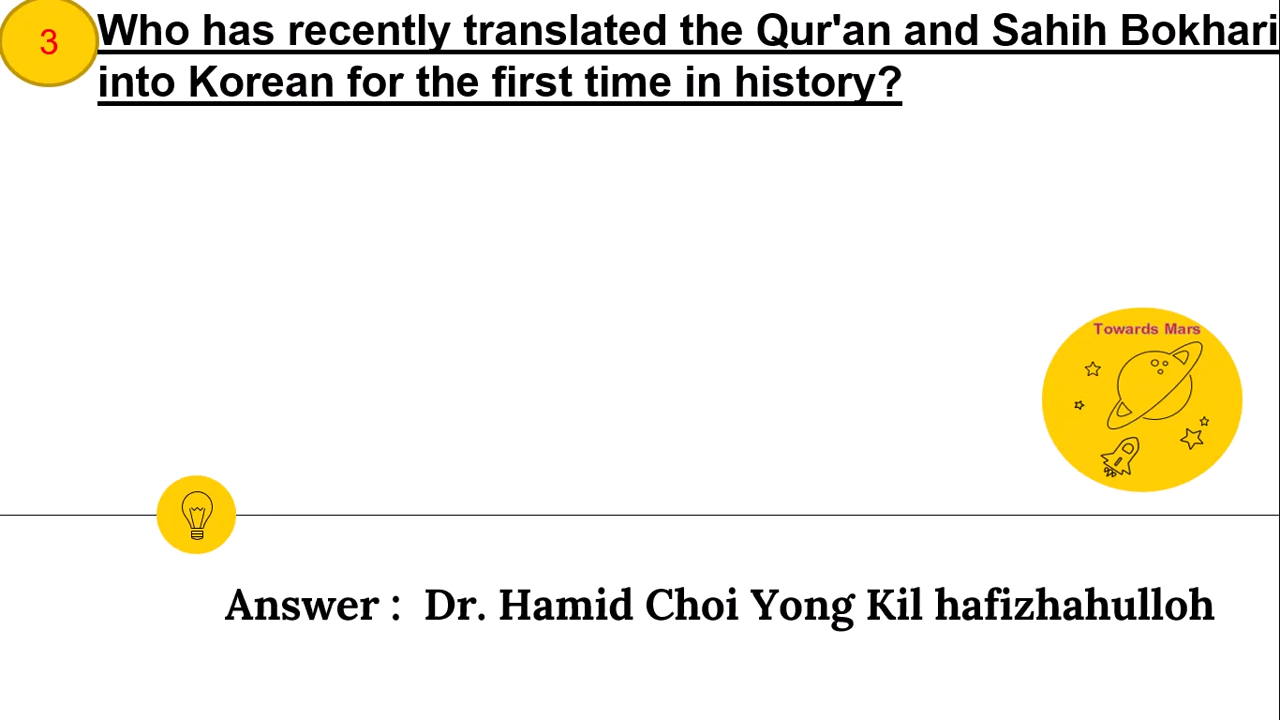 3
Who has recently translated the Qur'an and Sahih Bokhari
into Korean for the first time in history?
Towards Mars
Answer : Dr. Hamid Choi Yong Kil hafizhahulloh